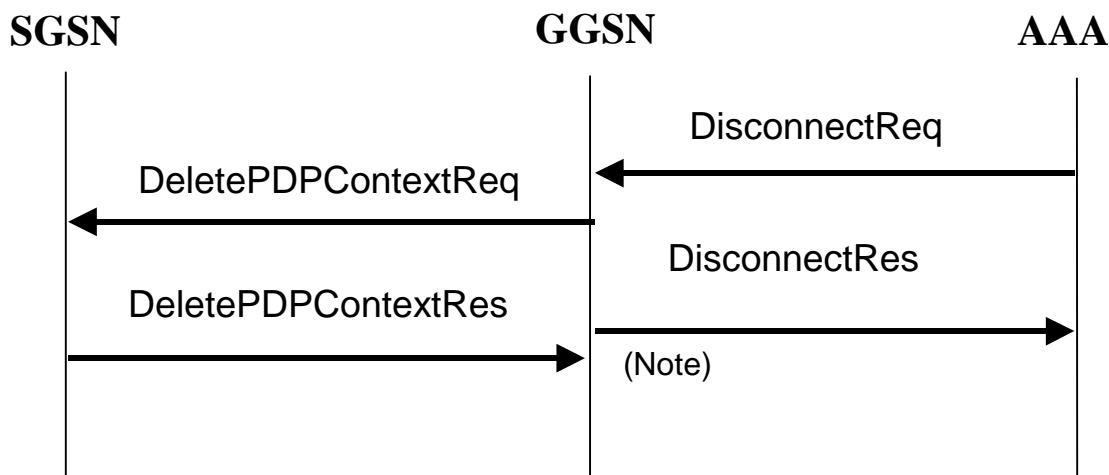 SGSN GGSN AAA
DisconnectReq
DeletePDPContextReq
DisconnectRes
DeletePDPContextRes
(Note)